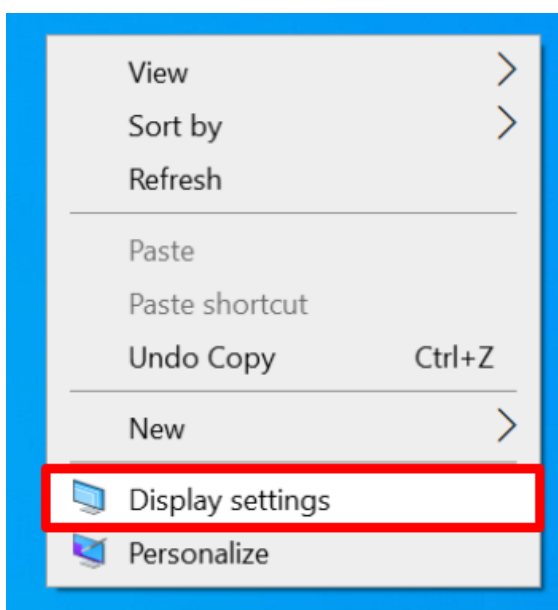 View
Sort by
Refresh
Paste
Paste shortcut
Undo Copy Ctrl+Z
New
Display settings
Personalize